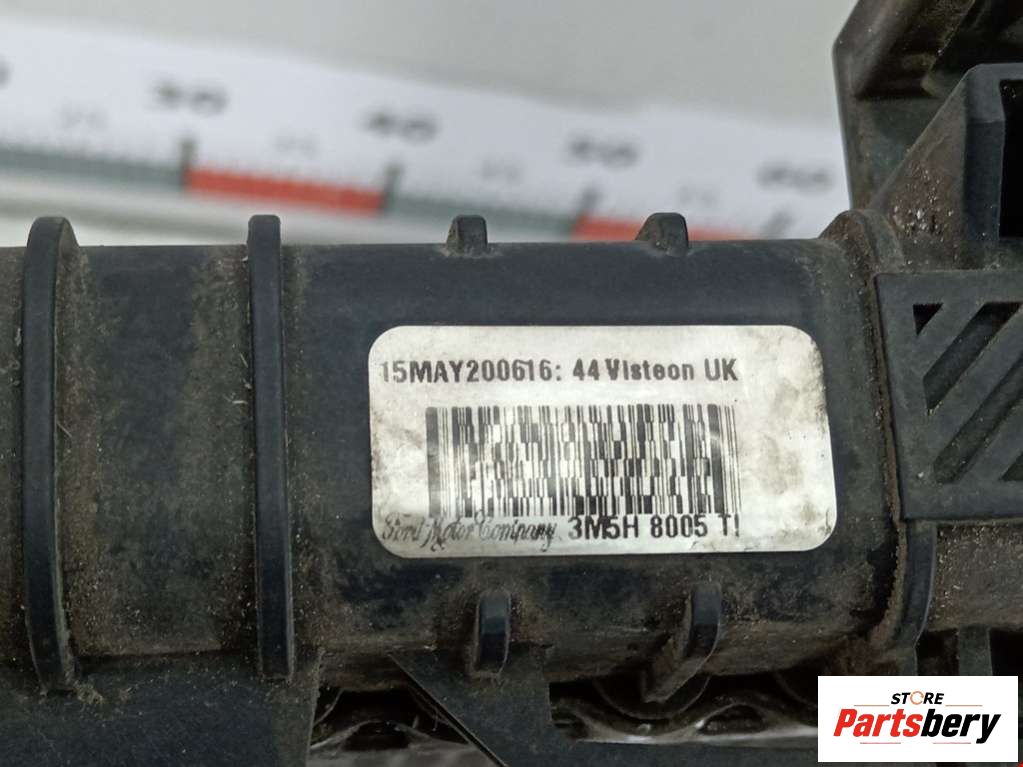 15MAY200616: 44 Visteon UK
Ford Motor Company 3M5H 8005 T
STORE
Partsbery